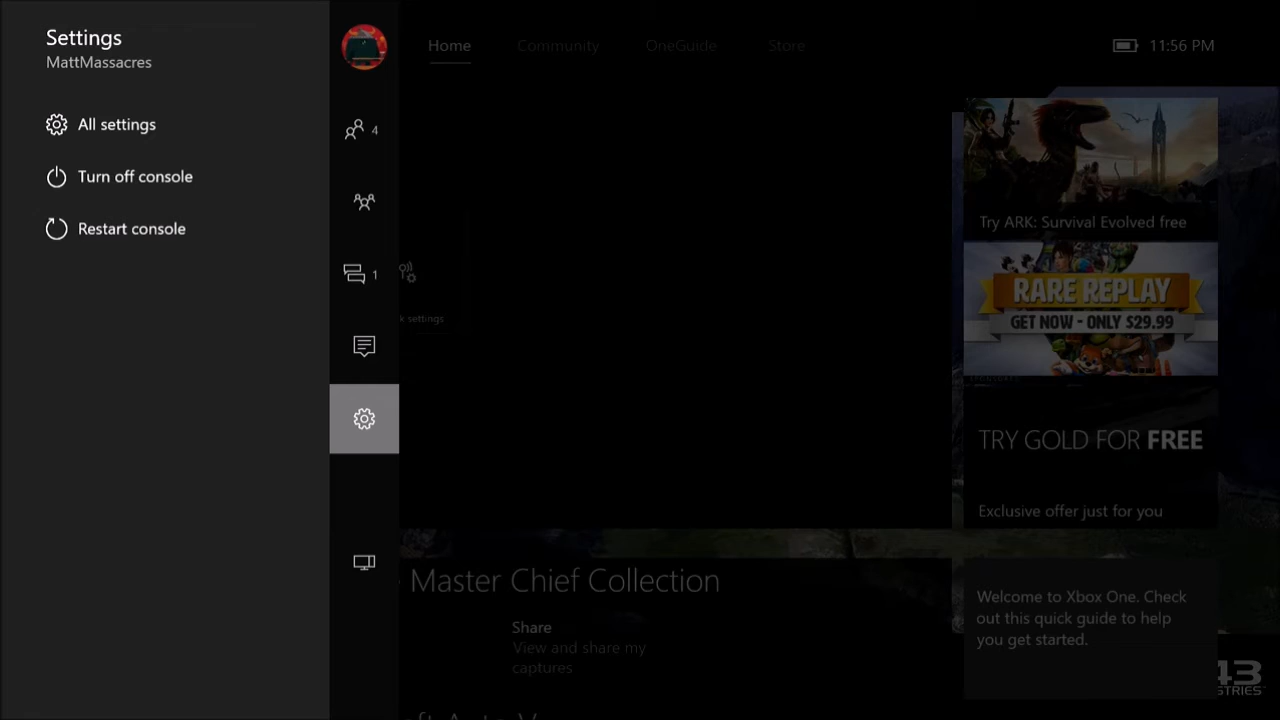 Settings
MattMassacres
All settings
Turn off console
Restart console
4
1
Home
Community
OneGuide
Store
11:56 PM
k settings
Try ARK: Survival Evolved free
RARE REPLAY
GET NOW - ONLY $29.99
TRY GOLD FOR FREE
Exclusive offer just for you
Master Chief Collection
Share
View and share my
captures
Welcome to Xbox One. Check
out this quick guide to help
you get started.
43
STRIES